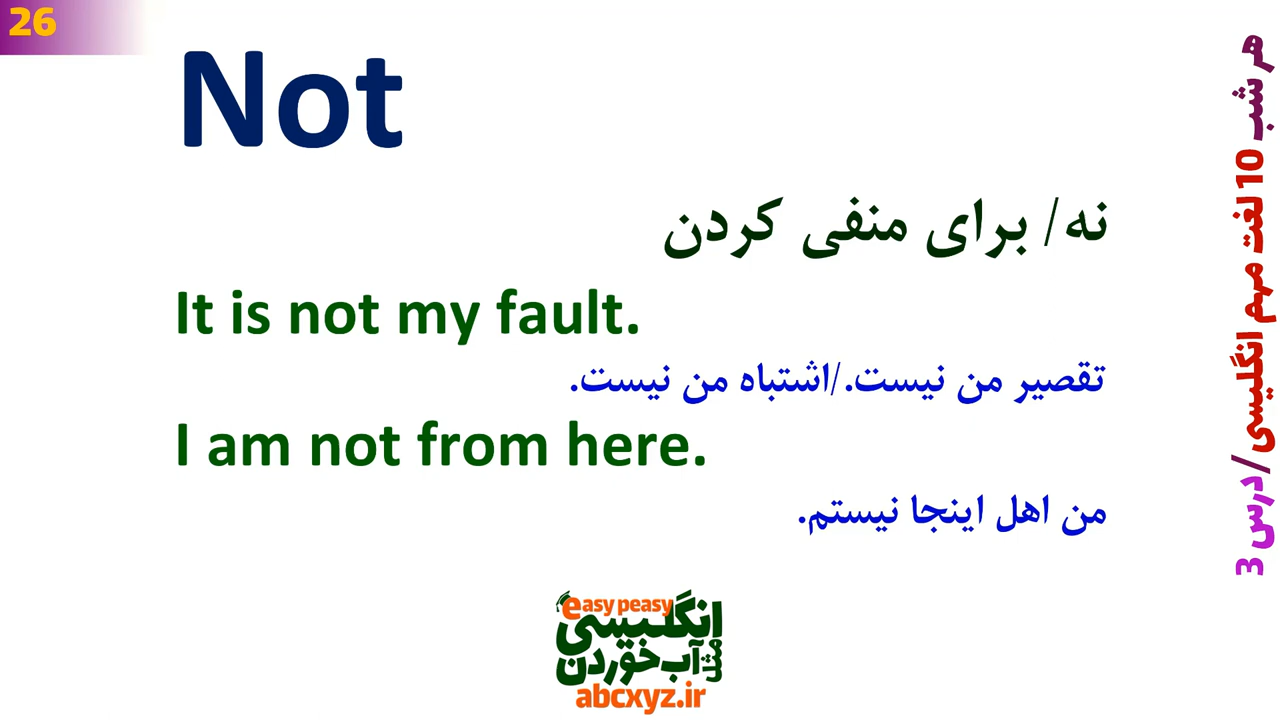 26
Not
نه/ برای منفی کردن
It is not my fault.
تقصیر من نیست./اشتباه من نیست.
I am not from here.
من اهل اینجا نیستم.
هر شب 10 لغت مهم انگلیسی/درس 3
easy peasy
انگلیسی
مثل آب خوردن
abcxyz.ir